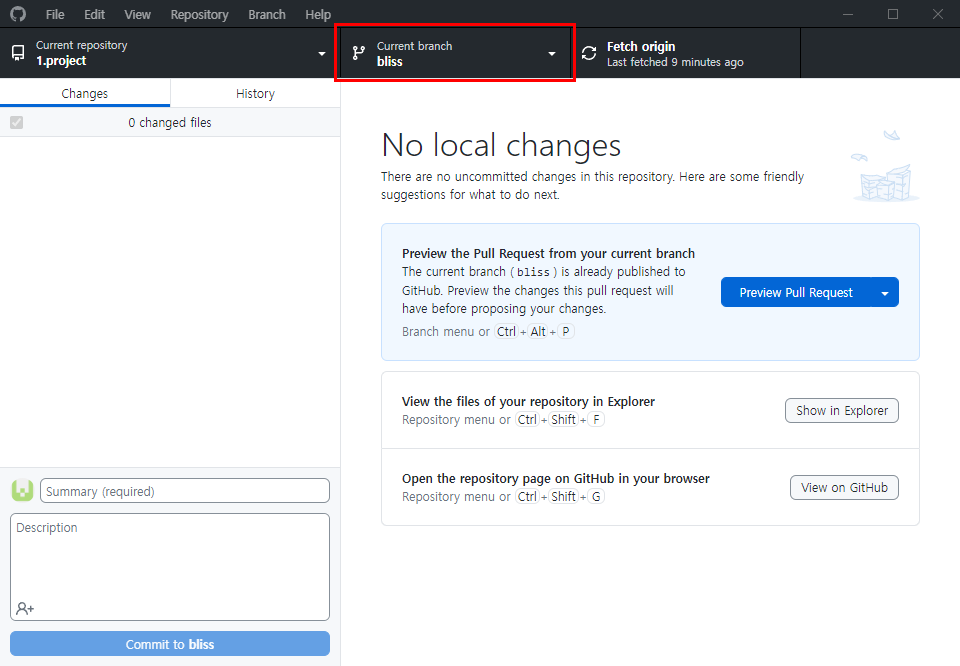 File Edit View Repository Branch Help
Current repository
1.project
Current branch
bliss
Fetch origin
Last fetched 9 minutes ago
Changes History
0 changed files
No local changes
There are no uncommitted changes in this repository. Here are some friendly
suggestions for what to do next.
Preview the Pull Request from your current branch
The current branch ( bliss ) is already published to
GitHub. Preview the changes this pull request will
have before proposing your changes.
Branch menu or Ctrl + Alt + P
Preview Pull Request
View the files of your repository in Explorer
Repository menu or Ctrl + Shift + F
Show in Explorer
Open the repository page on GitHub in your browser
Repository menu or Ctrl + Shift + G
View on GitHub
Summary (required)
Description
Commit to bliss